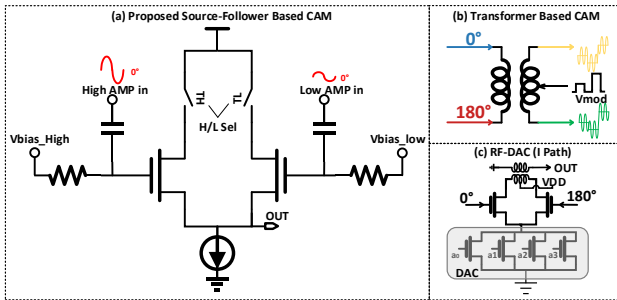 (a) Proposed Source-Follower Based CAM
0°
High AMP in
TH
TL
H/L Sel
0°
Low AMP in
Vbias_High
Vbias_low
OUT
(b) Transformer Based CAM
0°
180°
Vmod
(c) RF-DAC (I Path)
OUT
VDD
0°
180°
a0
a1
a2
a3
DAC